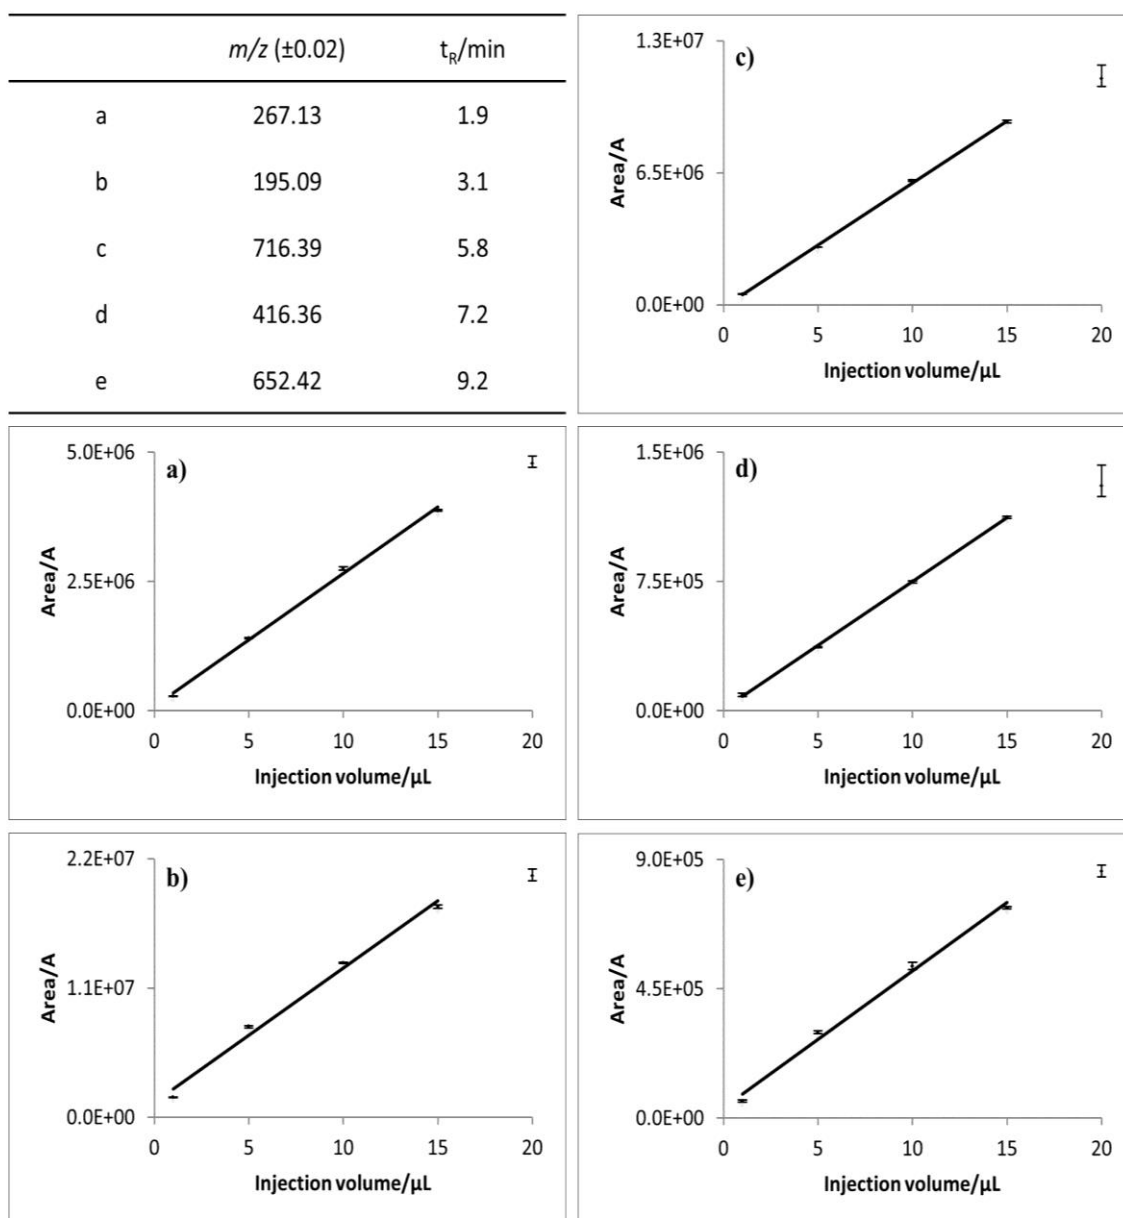 m/z (±0.02) tR/min
a 267.13 1.9
b 195.09 3.1
c 716.39 5.8
d 416.36 7.2
e 652.42 9.2
c)
1.3E+07
6.5E+06
0.0E+00
Area/A
0 5 10 15 20
Injection volume/µL
a)
5.0E+06
2.5E+06
0.0E+00
Area/A
0 5 10 15 20
Injection volume/µL
d)
1.5E+06
7.5E+05
0.0E+00
Area/A
0 5 10 15 20
Injection volume/µL
b)
2.2E+07
1.1E+07
0.0E+00
Area/A
0 5 10 15 20
Injection volume/µL
e)
9.0E+05
4.5E+05
0.0E+00
Area/A
0 5 10 15 20
Injection volume/µL